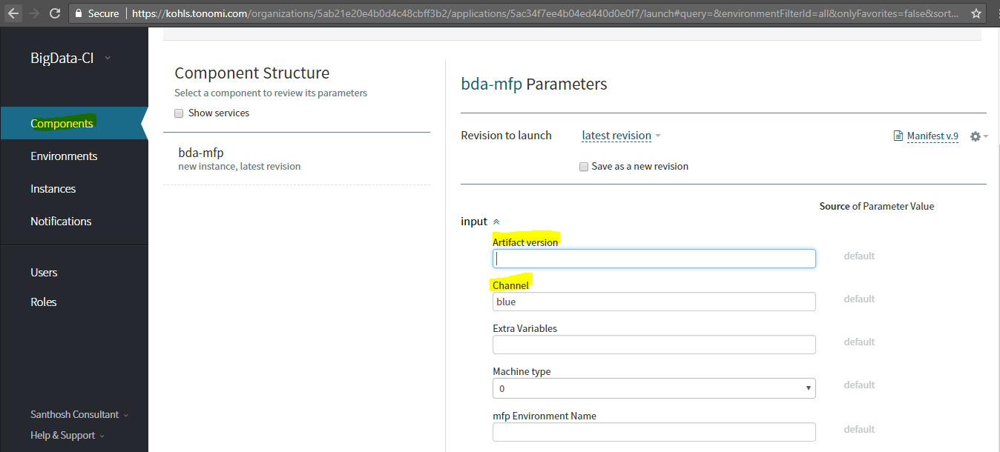 Secure
https://kohls.tonomi.com/organizations/5ab21e20e4b0d4c48cbff3b2/applications/5ac34f7ee4b04ed440d0e0f7/launch#query=&environmentFilterId=all&onlyFavorites=false&sort...
BigData-CI
Components
Environments
Instances
Notifications
Users
Roles
Santhosh Consultant
Help & Support
Component Structure
Select a component to review its parameters
Show services
bda-mfp
new instance, latest revision
bda-mfp Parameters
Revision to launch
latest revision
Manifest v.9
Save as a new revision
Source of Parameter Value
input
Artifact version
default
Channel
blue
default
Extra Variables
default
Machine type
0
default
mfp Environment Name
default